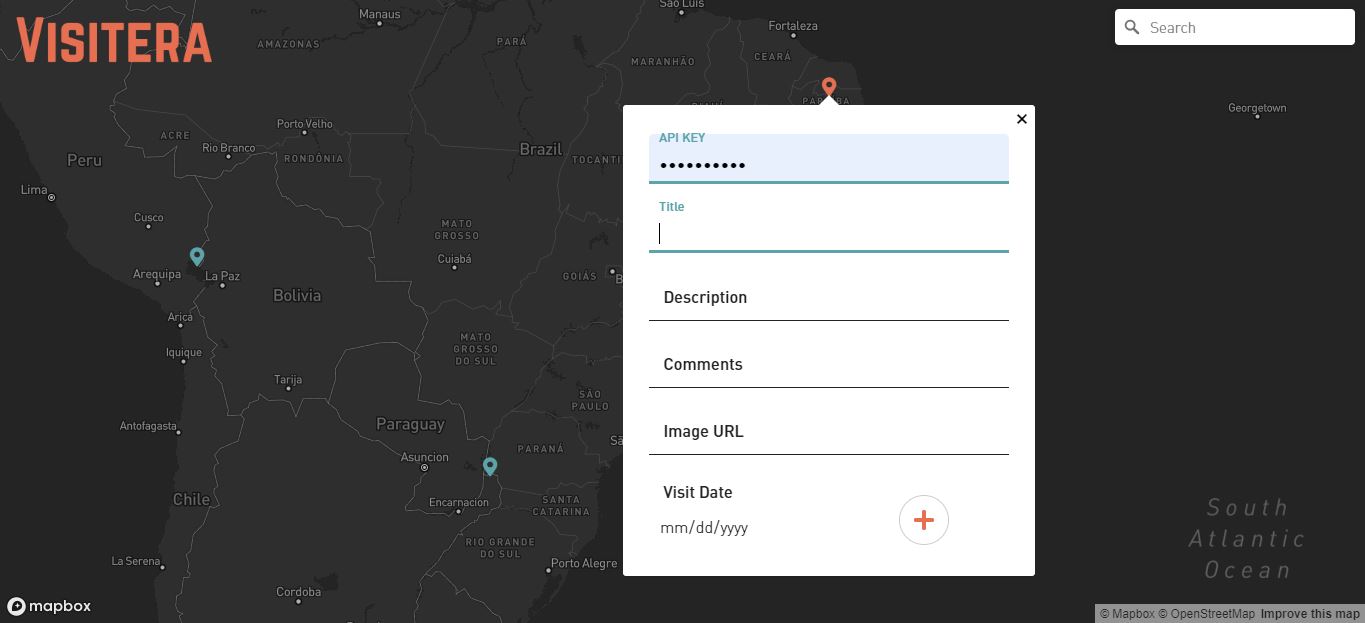 VISITERA
Search
Manaus
São Luís
Fortaleza
AMAZONAS
PARÁ
CEARÁ
MARANHÃO
Georgetown
ACRE
Porto Velho
Rio Branco
RONDÔNIA
Peru
Brazil
Lima
Cusco
MATO
GROSSO
Cuiabá
Arequipa
La Paz
GOIÁS
Bolivia
Arica
Iquique
MATO
GROSSO
DO SUL
Tarija
SÃO
PAULO
Antofagasta
Paraguay
PARANÁ
Asuncion
Chile
Encarnacion
SANTA
CATARINA
RIO GRANDE
DO SUL
La Serena
Porto Alegre
Cordoba
×
API KEY
••••••••••
Title
Description
Comments
Image URL
Visit Date
mm/dd/yyyy
+
South
Atlantic
Ocean
mapbox
© Mapbox © OpenStreetMap Improve this map